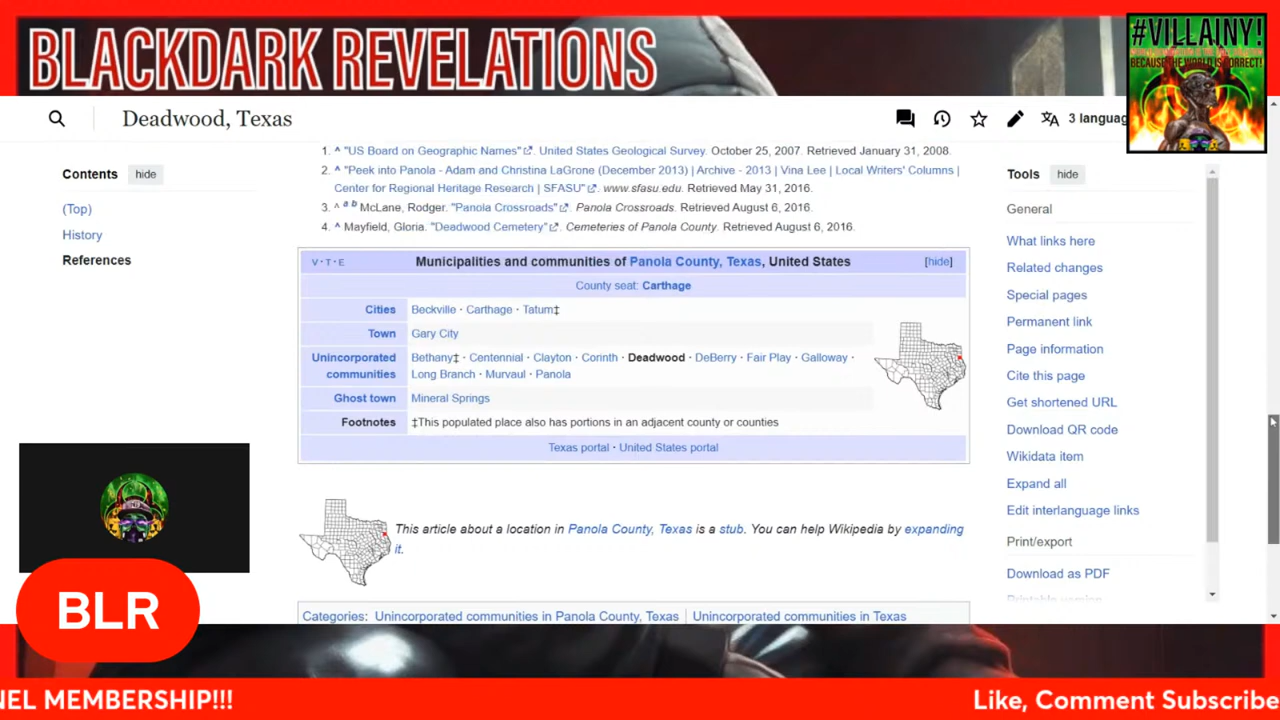 BLACKDARK REVELATIONS
#VILLAINY!
BECAUSE THE WORLD IS CORRECT!
Deadwood, Texas
3 languag
Contents hide
(Top)
History
References
1. ^ "US Board on Geographic Names". United States Geological Survey. October 25, 2007. Retrieved January 31, 2008.
2. ^ "Peek into Panola - Adam and Christina LaGrone (December 2013) | Archive - 2013 | Vina Lee | Local Writers' Columns |
Center for Regional Heritage Research | SFASU". www.sfasu.edu. Retrieved May 31, 2016.
3. ^ a b McLane, Rodger. "Panola Crossroads". Panola Crossroads. Retrieved August 6, 2016.
4. ^ Mayfield, Gloria. "Deadwood Cemetery". Cemeteries of Panola County. Retrieved August 6, 2016.
V · T · E Municipalities and communities of Panola County, Texas, United States [hide]
County seat: Carthage
Cities Beckville · Carthage · Tatum‡
Town Gary City
Unincorporated communities Bethany‡ · Centennial · Clayton · Corinth · Deadwood · DeBerry · Fair Play · Galloway ·
Long Branch · Murvaul · Panola
Ghost town Mineral Springs
Footnotes ‡This populated place also has portions in an adjacent county or counties
Texas portal · United States portal
This article about a location in Panola County, Texas is a stub. You can help Wikipedia by expanding
it.
Categories: Unincorporated communities in Panola County, Texas | Unincorporated communities in Texas
Tools hide
General
What links here
Related changes
Special pages
Permanent link
Page information
Cite this page
Get shortened URL
Download QR code
Wikidata item
Expand all
Edit interlanguage links
Print/export
Download as PDF
Printable version
BLR
NEL MEMBERSHIP!!!
Like, Comment Subscribe